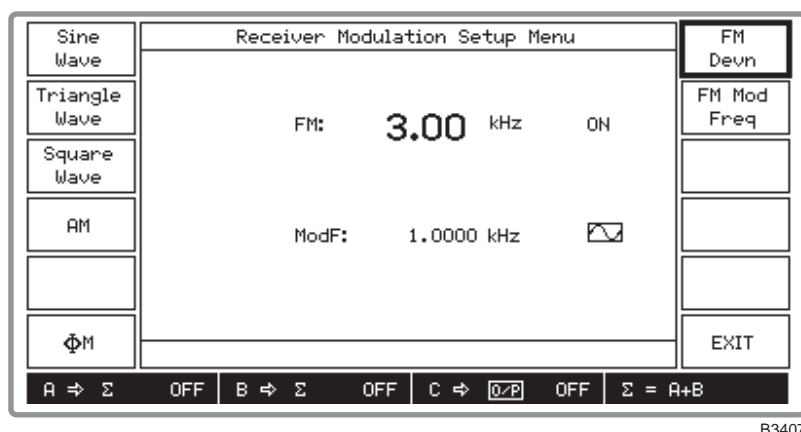 Sine
Wave
Triangle
Wave
Square
Wave
AM
ΦM
Receiver Modulation Setup Menu
FM: 3.00 kHz ON
ModF: 1.0000 kHz
FM
Devn
FM Mod
Freq
EXIT
A ⇨ Σ OFF B ⇨ Σ OFF C ⇨ O/P OFF Σ = A+B
B3407